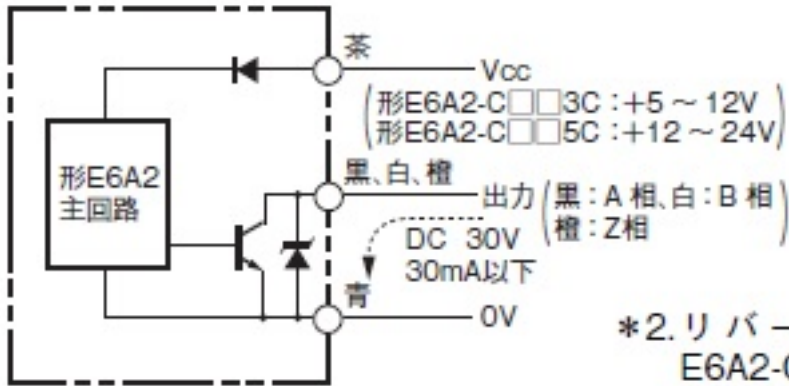 茶
Vcc
形E6A2-C□□3C:+5～12V
形E6A2-C□□5C:+12～24V
形E6A2
主回路
黒、白、橙
出力(黒:A相、白:B相
橙:Z相)
DC 30V
30mA以下
青
0V
*2.リバー
E6A2-